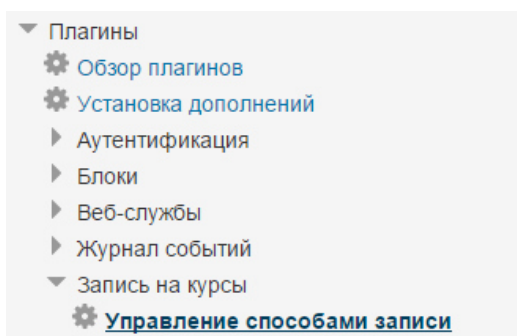 Плагины
Обзор плагинов
Установка дополнений
Аутентификация
Блоки
Веб-службы
Журнал событий
Запись на курсы
Управление способами записи